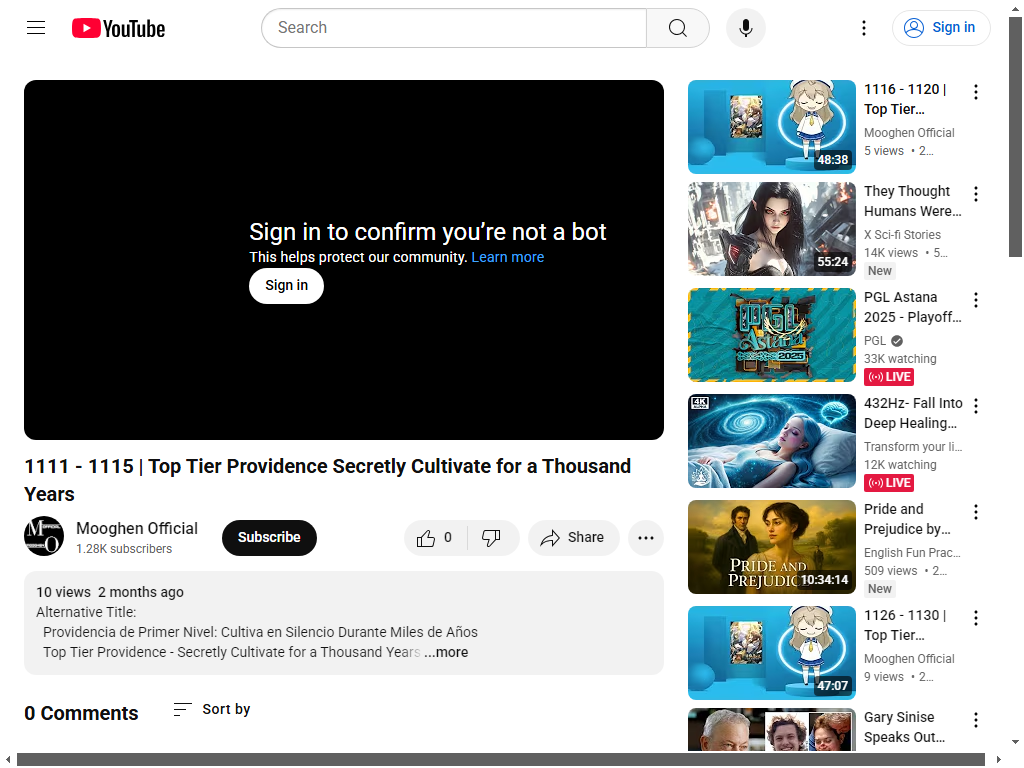 YouTube
Search
Sign in
Sign in to confirm you’re not a bot
This helps protect our community. Learn more
Sign in
1111 - 1115 | Top Tier Providence Secretly Cultivate for a Thousand
Years
Mooghen Official
1.28K subscribers
Subscribe
0
Share
10 views 2 months ago
Alternative Title:
Providencia de Primer Nivel: Cultiva en Silencio Durante Miles de Años
Top Tier Providence - Secretly Cultivate for a Thousand Years ...more
0 Comments
Sort by
1116 - 1120 |
Top Tier…
Mooghen Official
5 views • 2…
48:38
They Thought
Humans Were…
X Sci-fi Stories
14K views • 5…
New
55:24
PGL Astana
2025 - Playoff…
PGL
33K watching
LIVE
PGL
Astana
2025
432Hz- Fall Into
Deep Healing…
Transform your li…
12K watching
LIVE
4K
Pride and
Prejudice by…
English Fun Prac…
509 views • 2…
New
PRIDE AND
PREJUDIC
10:34:14
1126 - 1130 |
Top Tier…
Mooghen Official
9 views • 2…
47:07
Gary Sinise
Speaks Out…